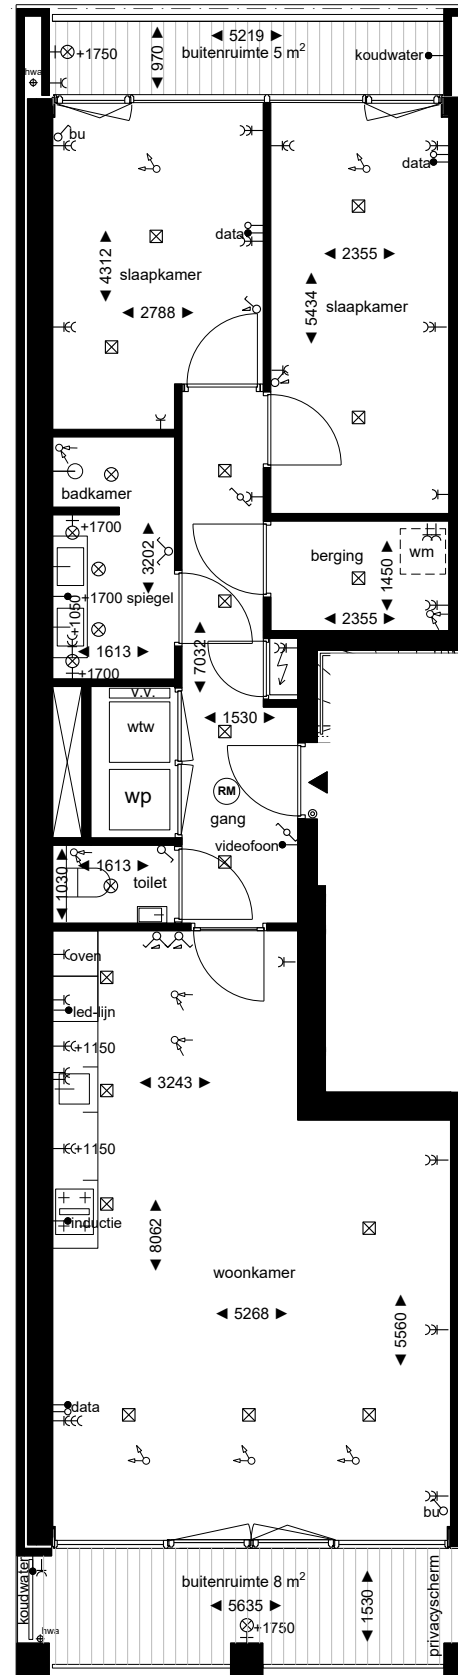 5219
+1750
970
buitenruimte 5 m²
koudwater
hwa
bu
data
data
4312
slaapkamer
2788
2355
5434
slaapkamer
badkamer
+1700
3202
berging
1450
wm
+1700 spiegel
+1050
2355
1613
7032
+1700
v.v.
wtw
1530
wp
RM
gang
videofoon
1030
1613
toilet
oven
led-lijn
+1150
3243
+1150
8062
inductie
woonkamer
5268
5560
data
bu
koudwater
buitenruimte 8 m²
5635
1530
privacyscherm
hwa
+1750